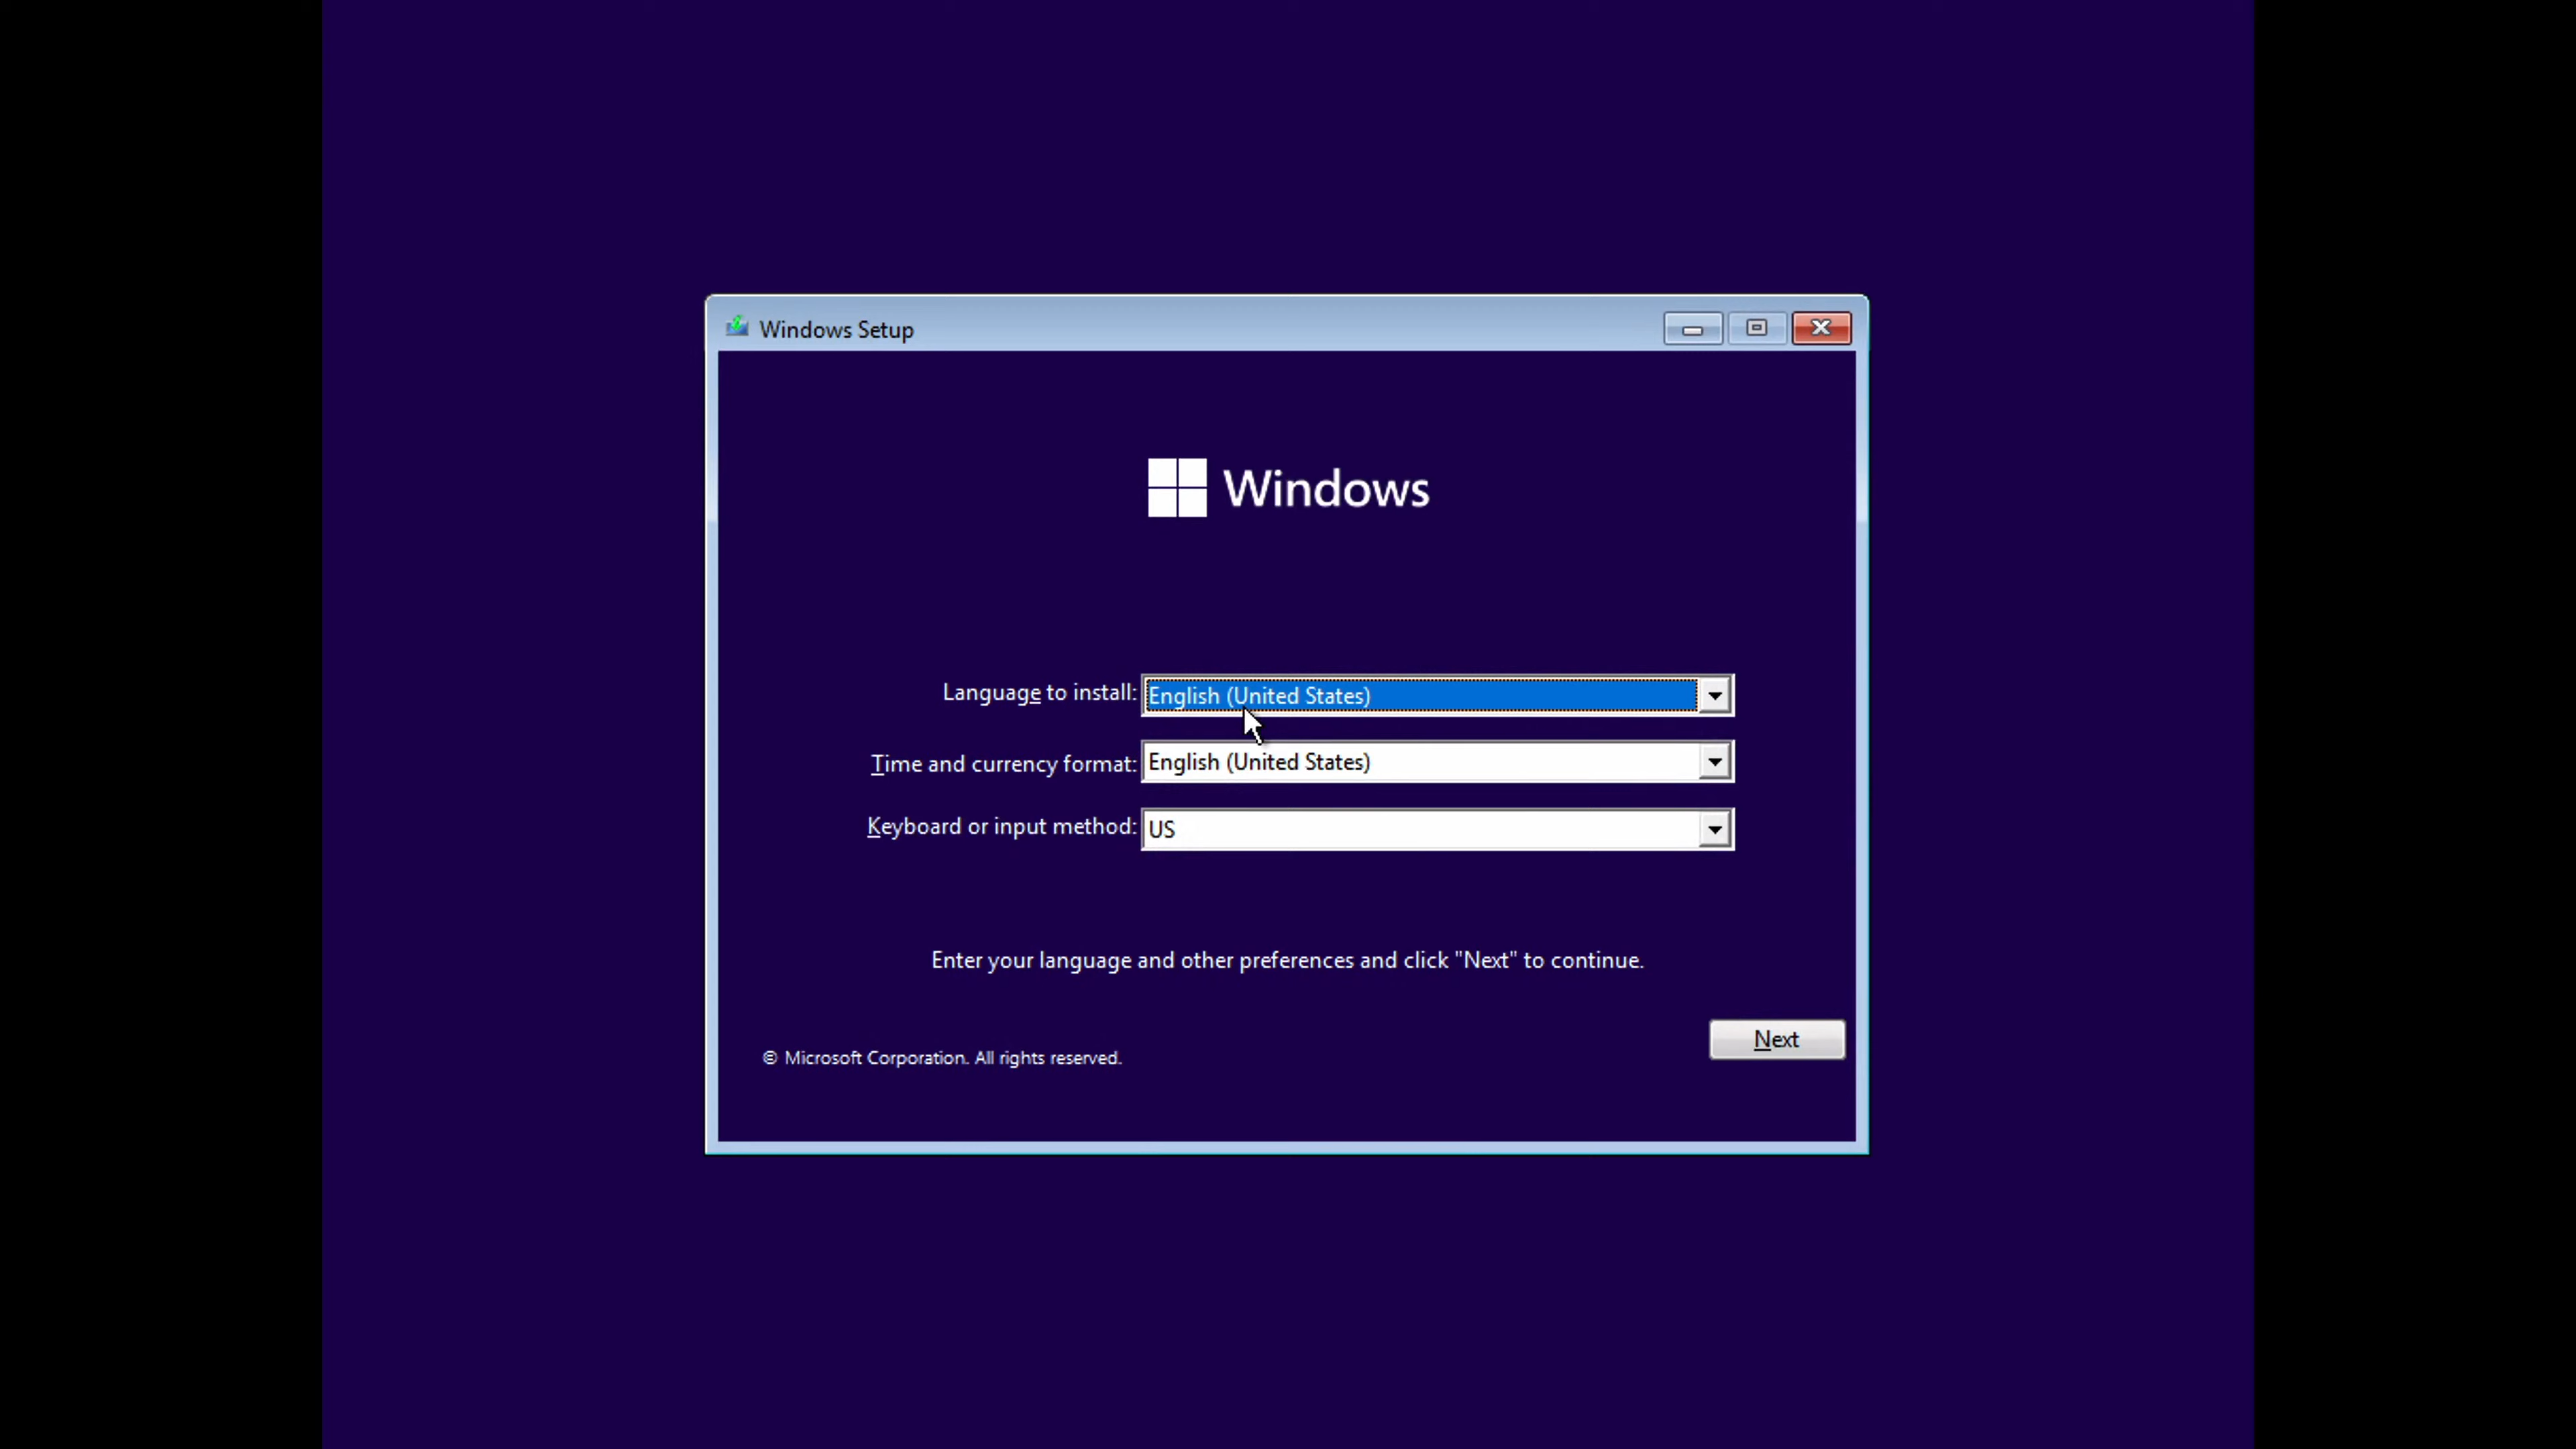 Windows Setup
Windows
Language to install: English (United States)
Time and currency format: English (United States)
Keyboard or input method: US
Enter your language and other preferences and click "Next" to continue.
Next
© Microsoft Corporation. All rights reserved.